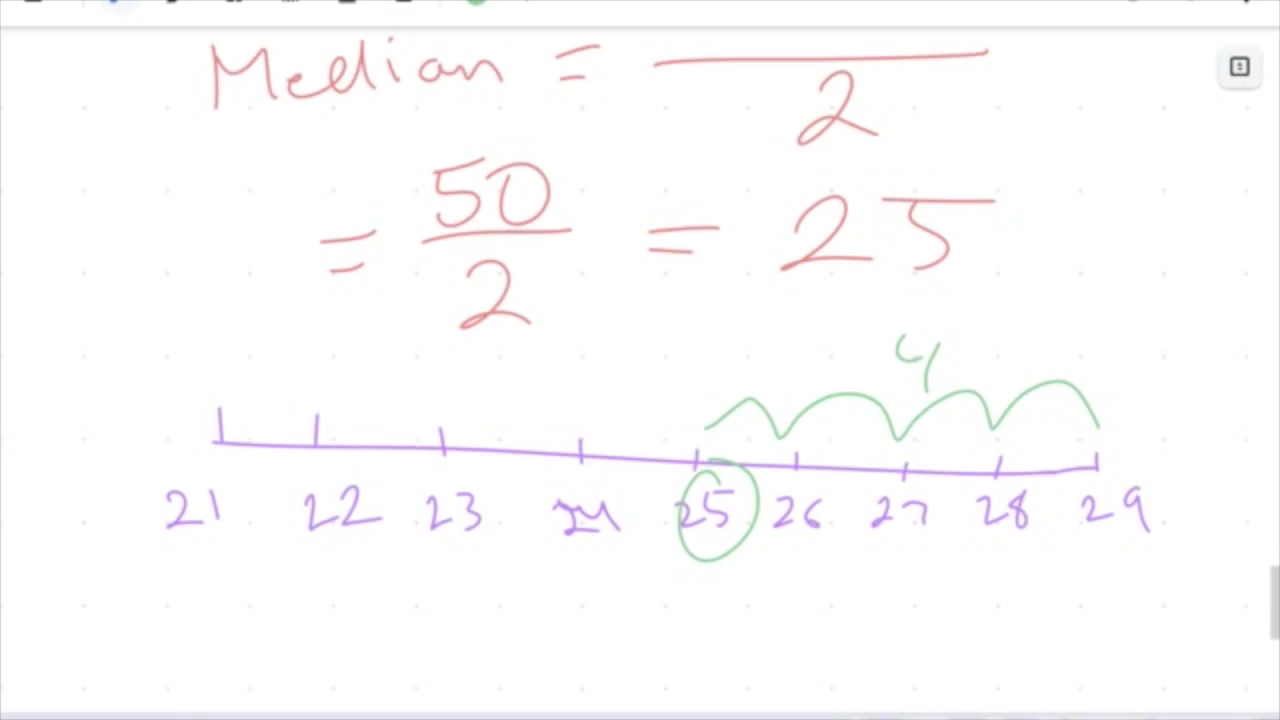 Median = 
2
= 50/2 = 25
4
21 22 23 24 25 26 27 28 29